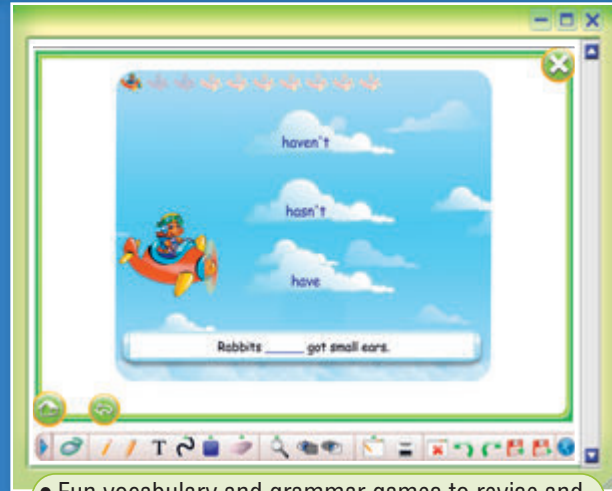 haven't
hasn't
have
Rabbits _____ got small ears.
T
• Fun vocabulary and grammar games to revise and